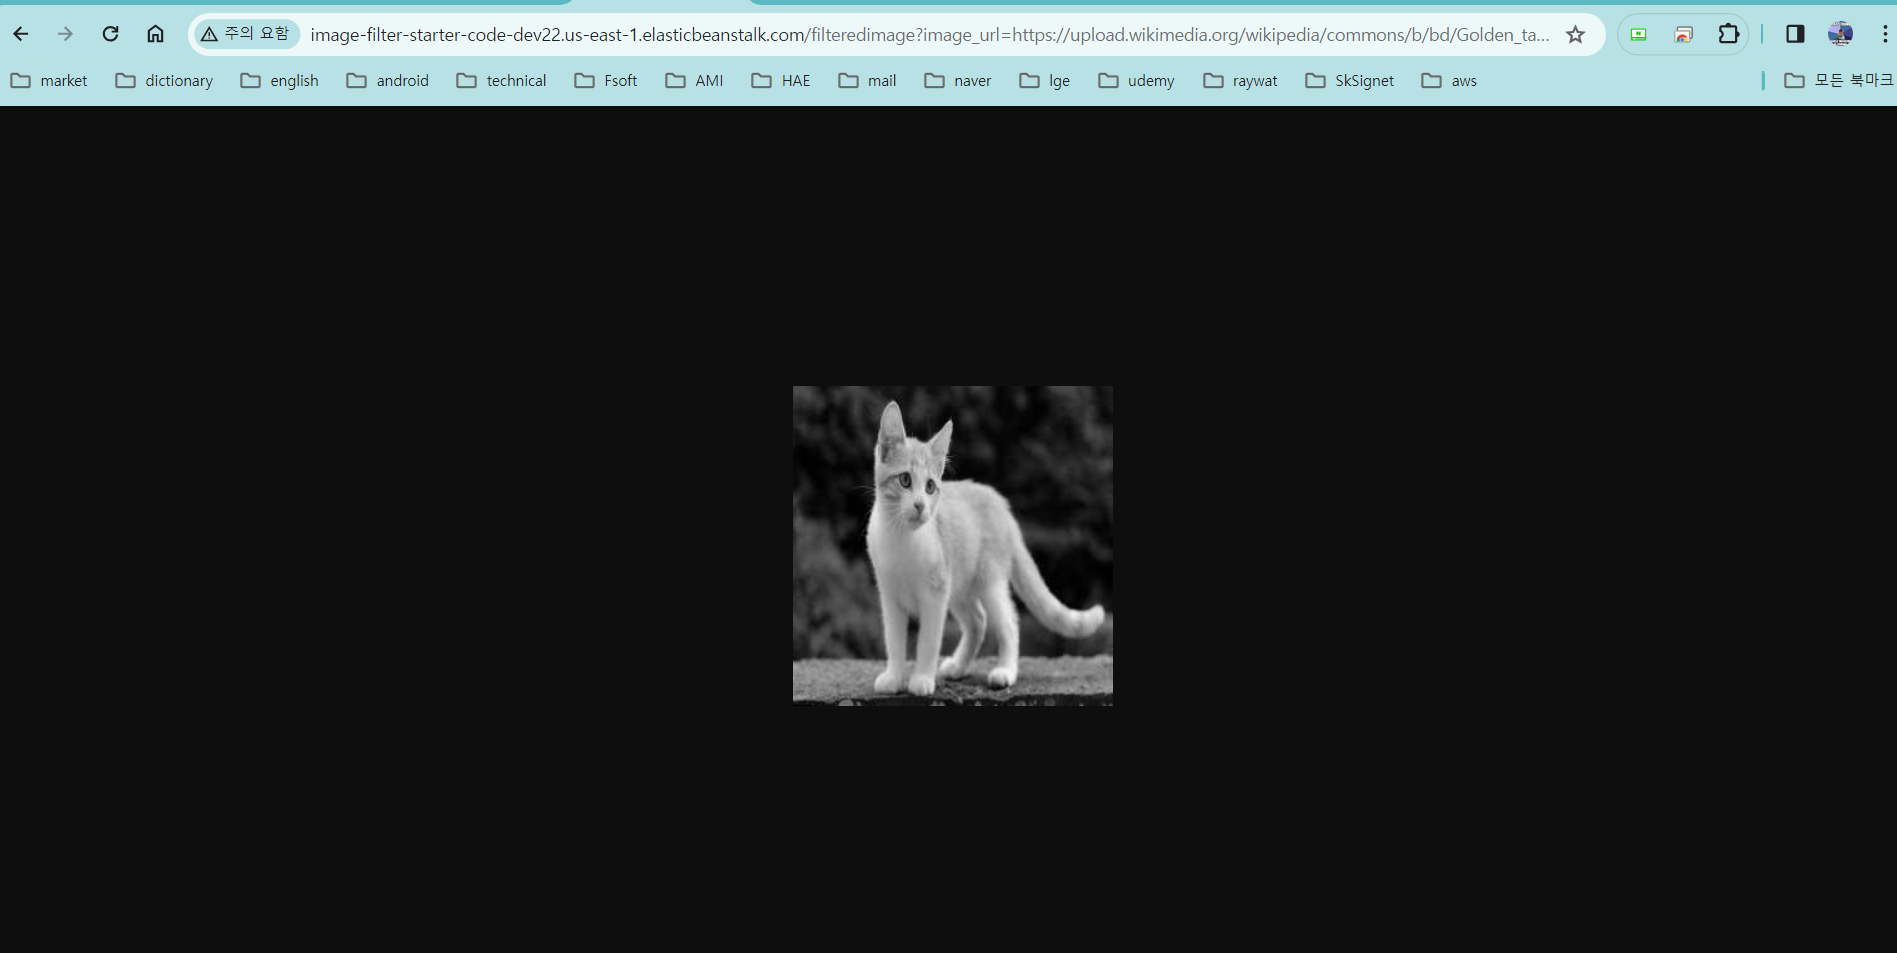 주의 요함 image-filter-starter-code-dev22.us-east-1.elasticbeanstalk.com/filteredimage?image_url=https://upload.wikimedia.org/wikipedia/commons/b/bd/Golden_ta...
market dictionary english android technical Fsoft AMI HAE mail naver lge udemy raywat SkSignet aws 모든 북마크